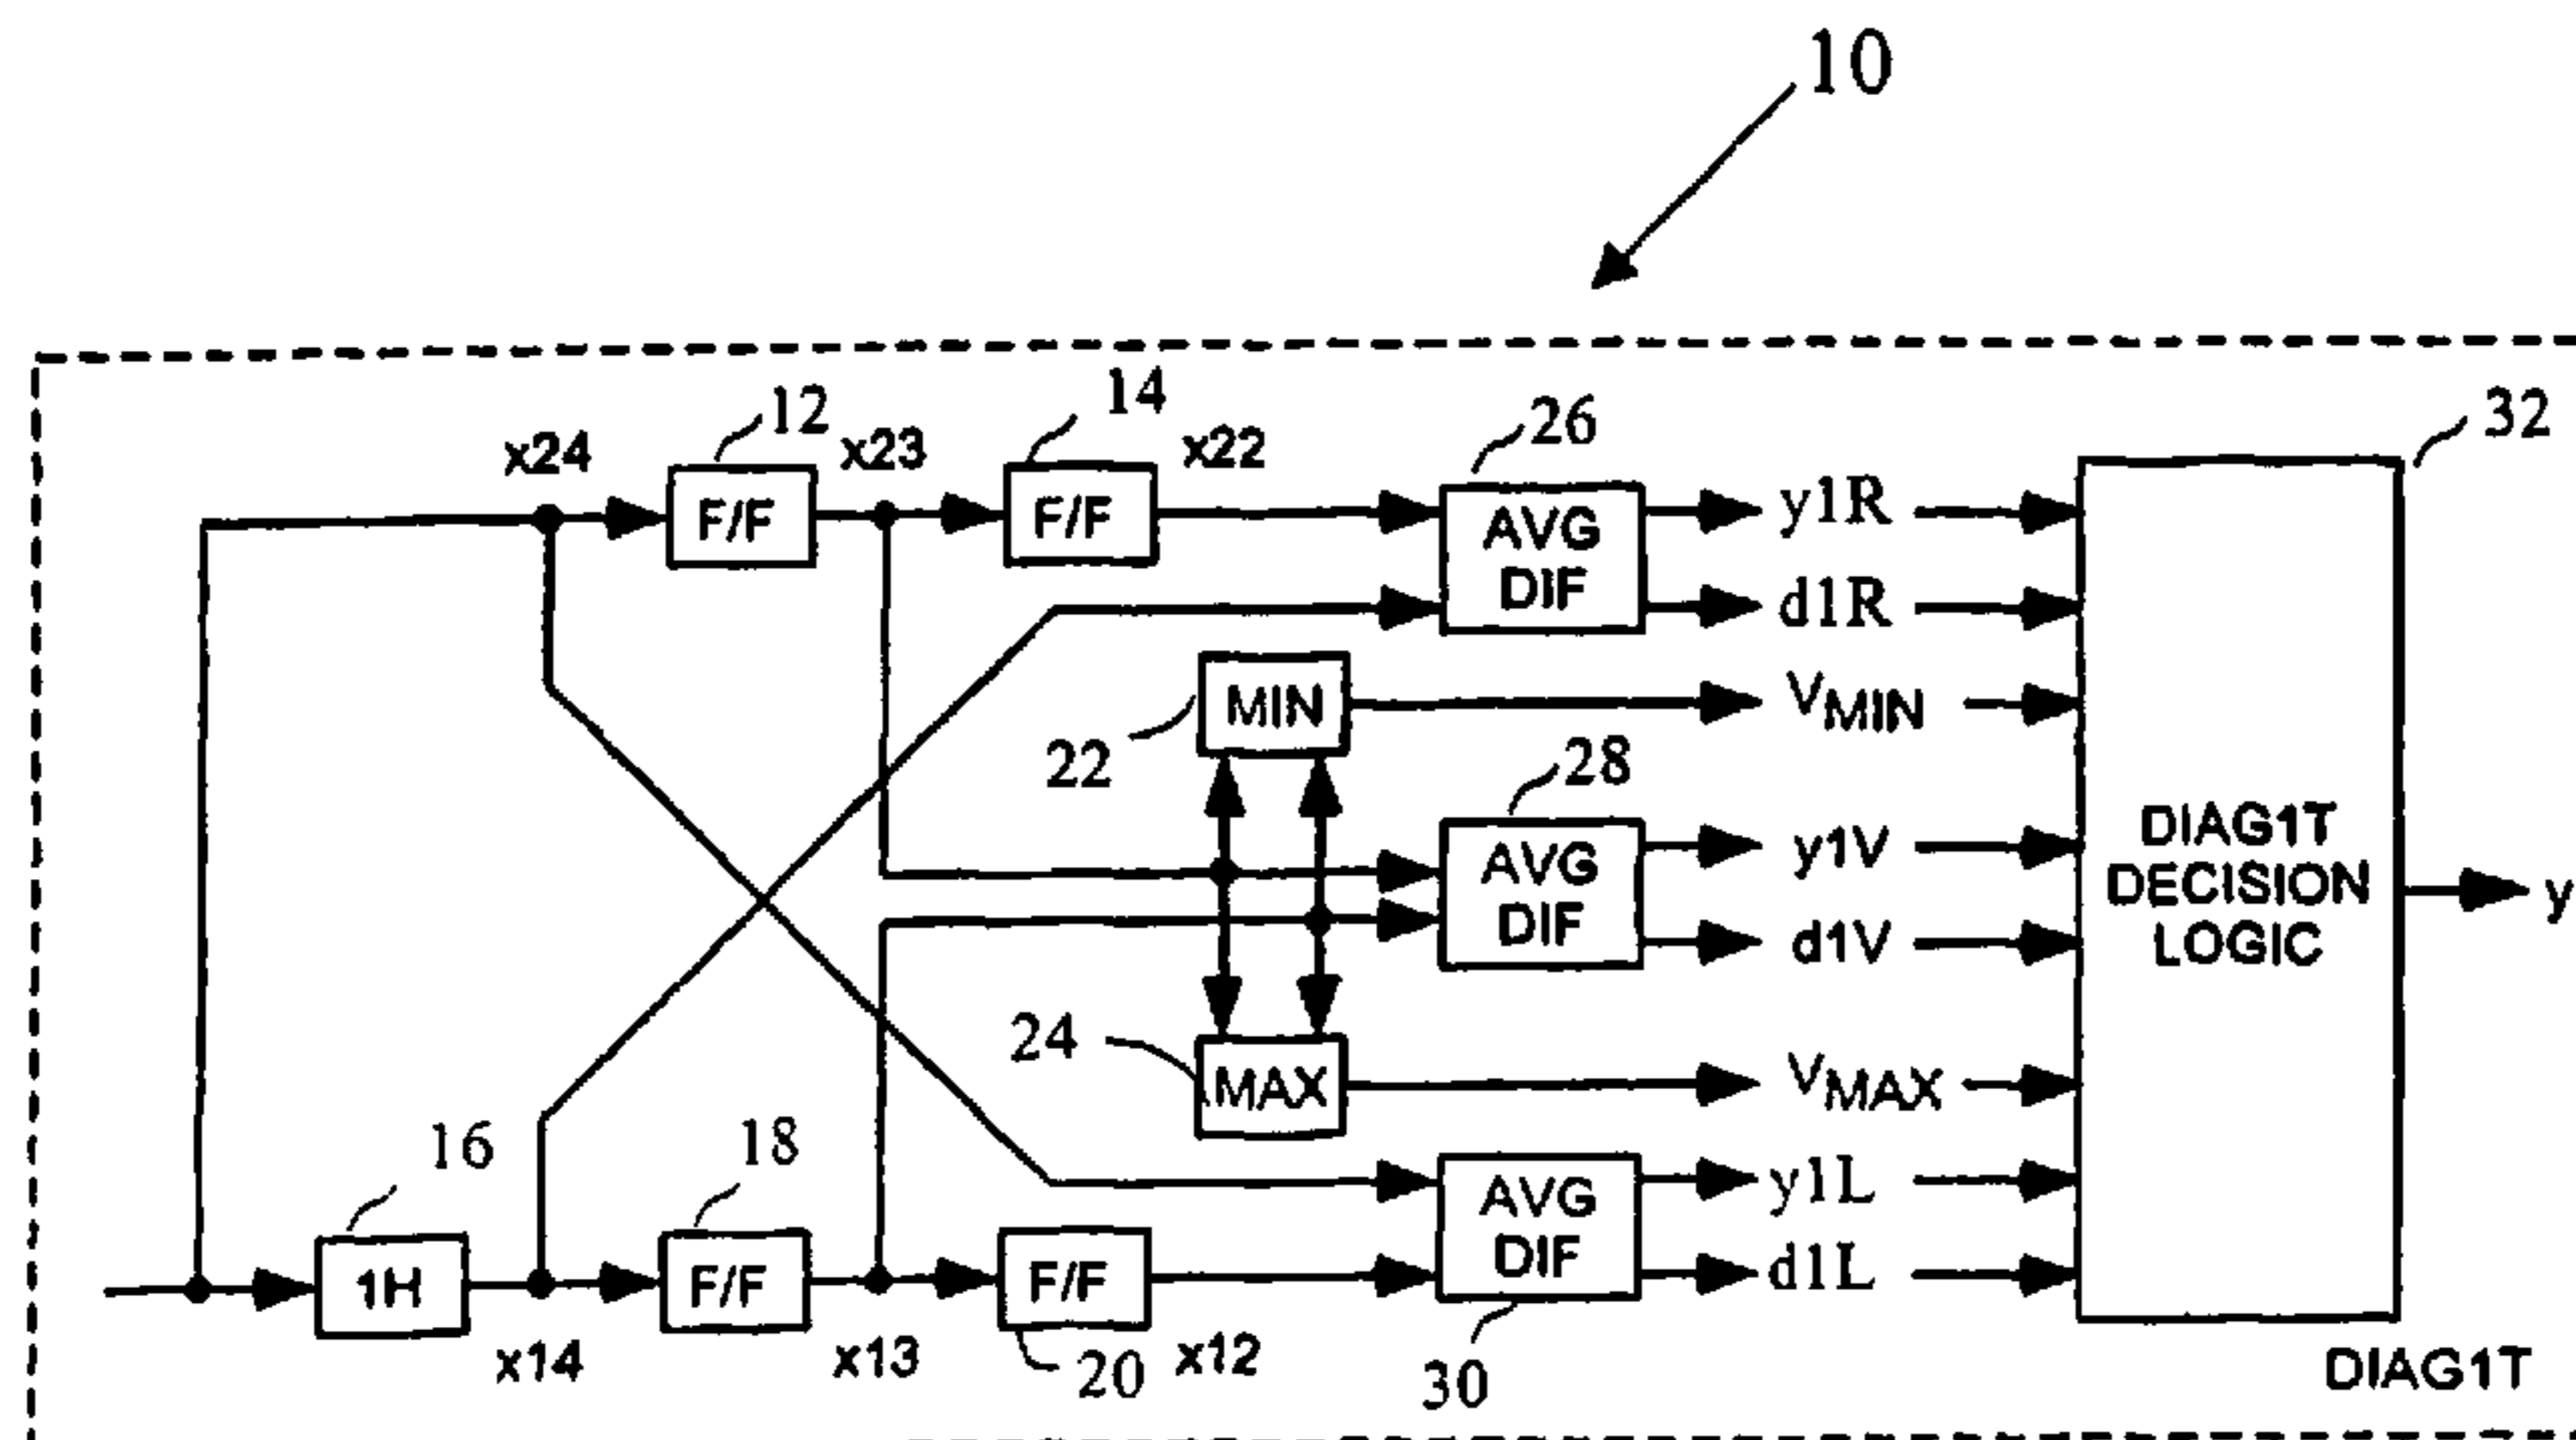 10
12
14
26
32
x24
x23
x22
F/F
F/F
AVG
DIF
y1R
d1R
MIN
VMIN
22
28
AVG
DIF
y1V
d1V
DIAG1T
DECISION
LOGIC
y
24
MAX
VMAX
16
18
1H
F/F
F/F
AVG
DIF
y1L
d1L
x14
x13
20
x12
30
DIAG1T